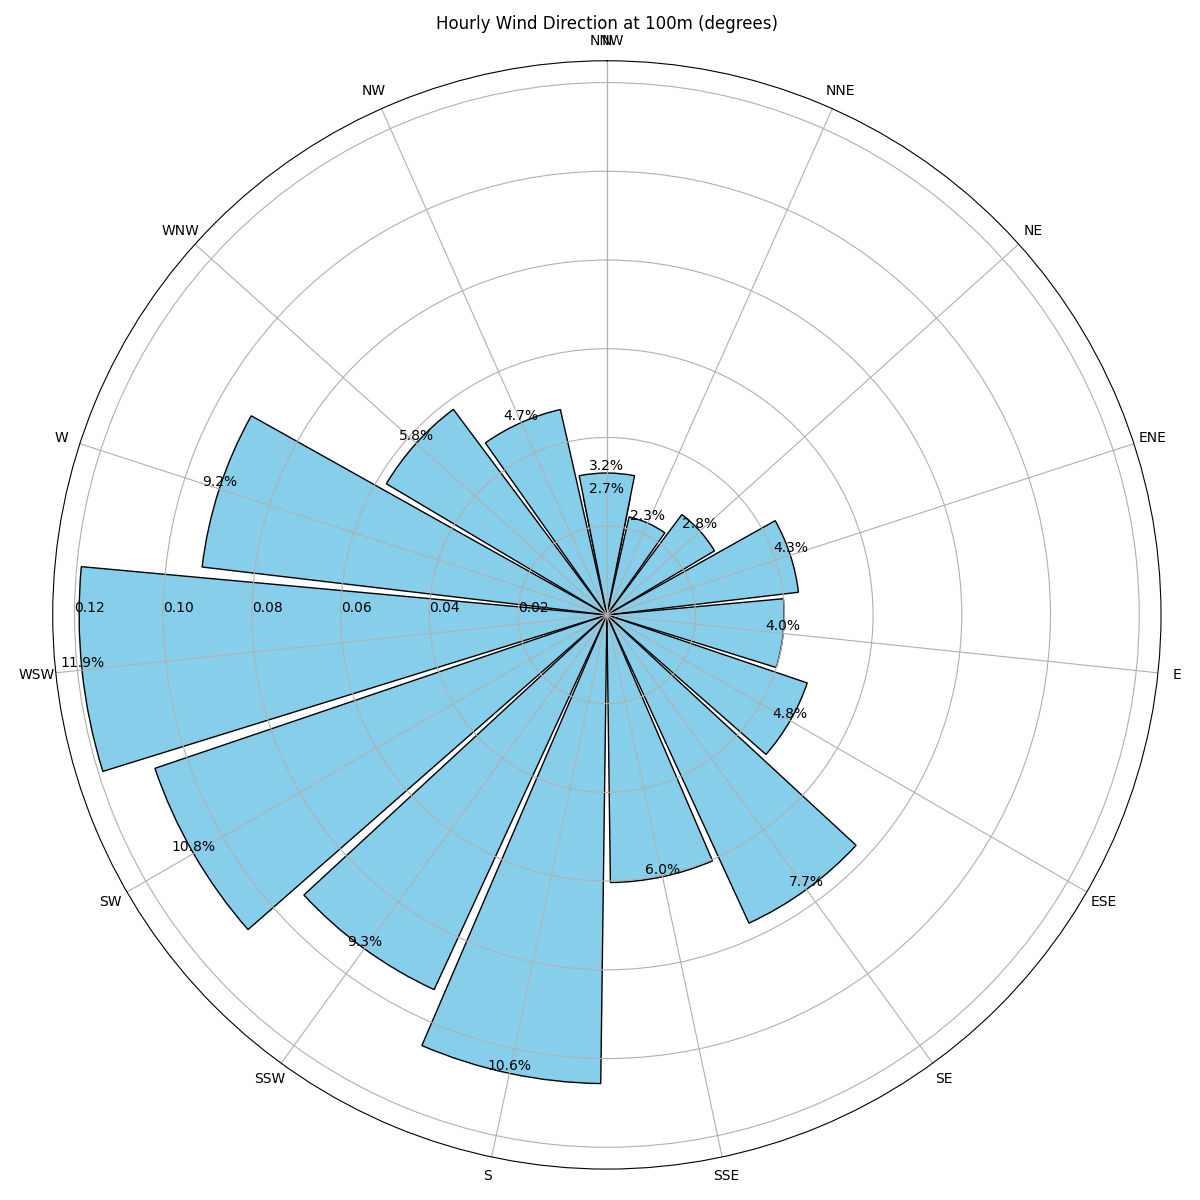 Hourly Wind Direction at 100m (degrees)
N
NNW
NW
NNE
WNW
NE
W
ENE
4.7%
5.8%
3.2%
9.2%
2.7%
2.3%
2.8%
4.3%
0.12
0.10
0.08
0.06
0.04
0.02
4.0%
11.9%
WSW
E
4.8%
10.8%
6.0%
7.7%
SW
ESE
9.3%
10.6%
SSW
SE
S
SSE